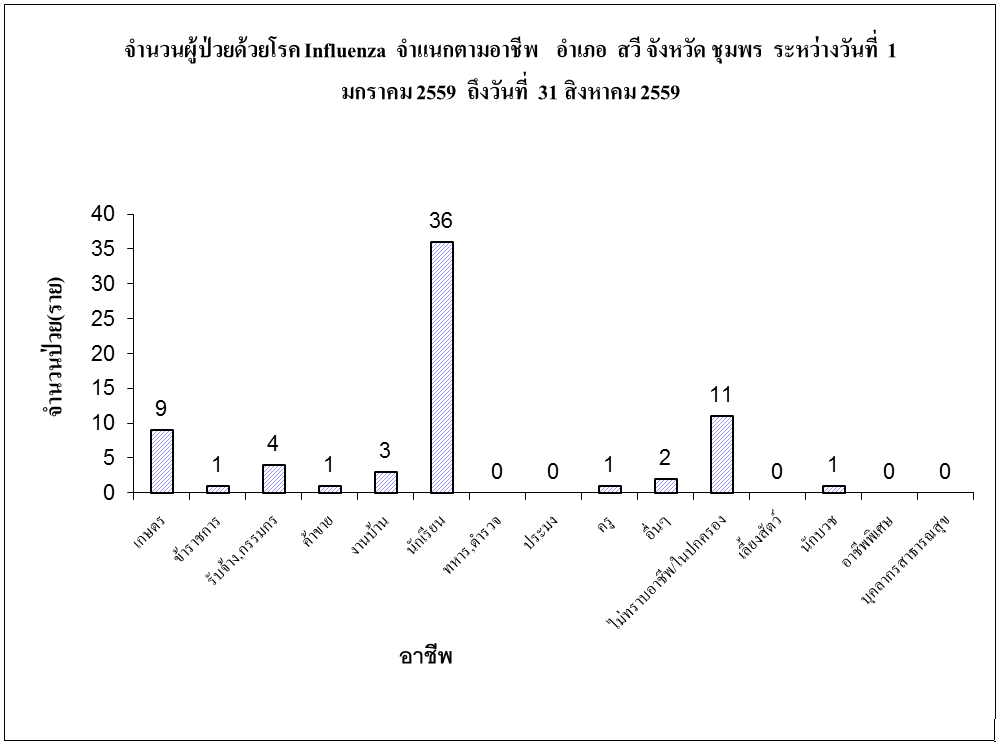 จำนวนผู้ป่วยด้วยโรค Influenza จำแนกตามอาชีพ อำเภอ สวี จังหวัด ชุมพร ระหว่างวันที่ 1
มกราคม 2559 ถึงวันที่ 31 สิงหาคม 2559
จำนวนป่วย(ราย)
40
35
30
25
20
15
10
5
0
9
1
4
1
3
36
0
0
1
2
11
0
1
0
0
เกษตร
ข้าราชการ
รับจ้าง,กรรมกร
ค้าขาย
งานบ้าน
นักเรียน
ทหาร,ตำรวจ
ประมง
ครู
อื่นๆ
ไม่ทราบอาชีพ/ในปกครอง
เลี้ยงสัตว์
นักบวช
อาชีพพิเศษ
บุคลากรสาธารณสุข
อาชีพ